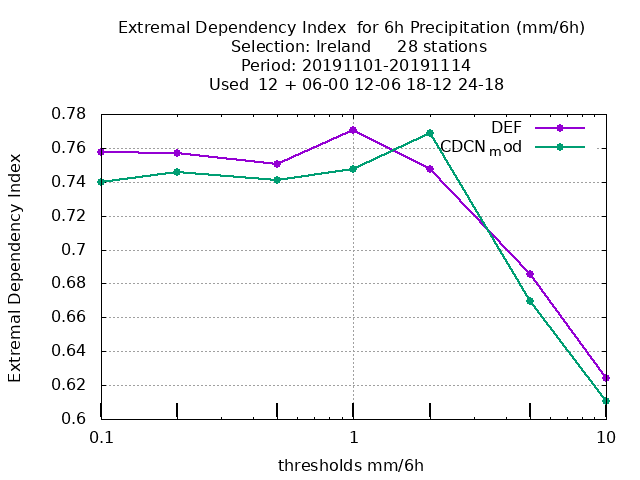 Extremal Dependency Index  for 6h Precipitation (mm/6h)
Selection: Ireland     28 stations
Period: 20191101-20191114
Used  12 + 06-00 12-06 18-12 24-18
DEF
CDCNmod
0.78
0.76
0.74
0.72
0.7
0.68
0.66
0.64
0.62
0.6
Extremal Dependency Index
0.1
1
10
thresholds mm/6h